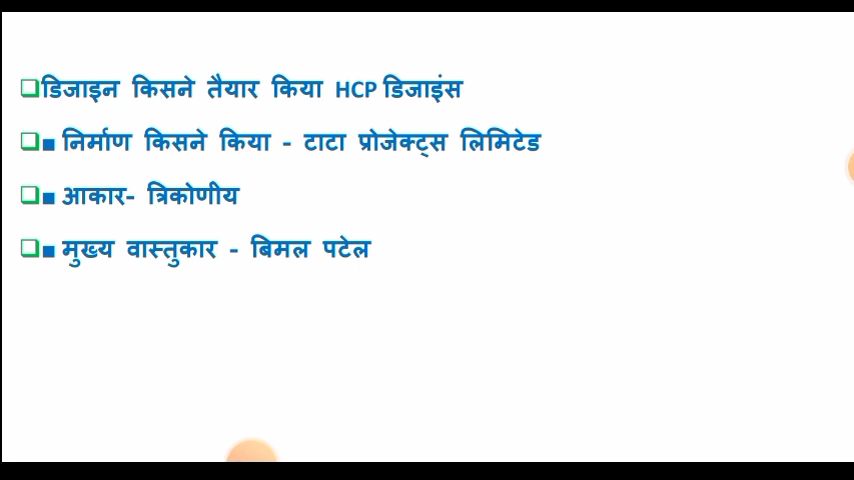 ❑डिजाइन किसने तैयार किया HCP डिजाइंस
❑■ निर्माण किसने किया - टाटा प्रोजेक्ट्स लिमिटेड
❑■ आकार- त्रिकोणीय
❑■ मुख्य वास्तुकार - बिमल पटेल